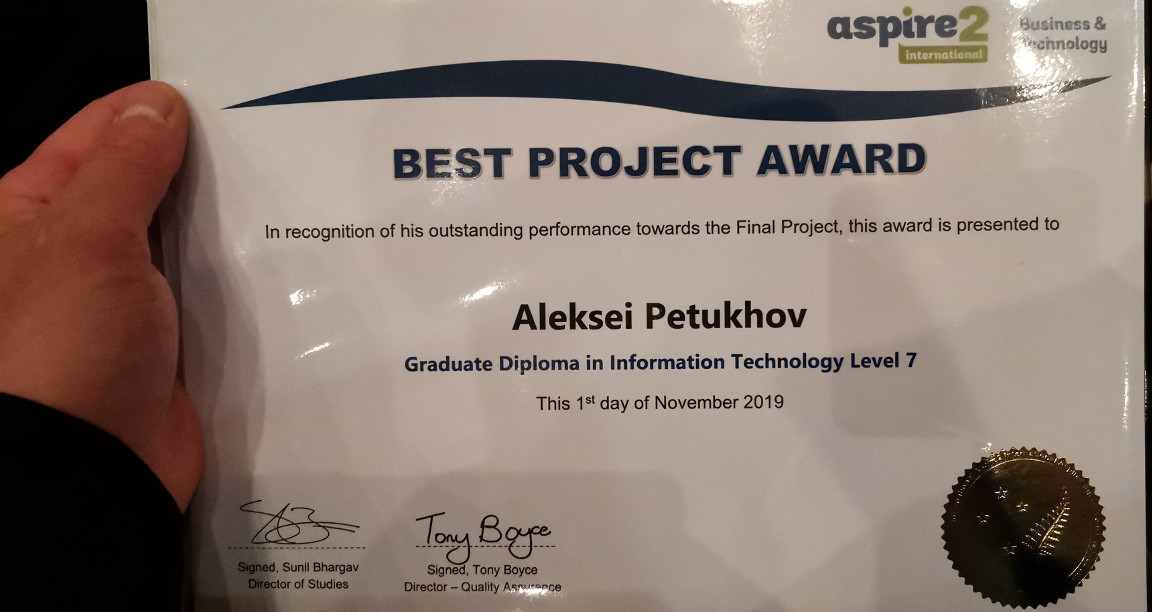 aspire2
international
Business &
Technology
BEST PROJECT AWARD
In recognition of his outstanding performance towards the Final Project, this award is presented to
Aleksei Petukhov
Graduate Diploma in Information Technology Level 7
This 1st day of November 2019
Tony Boyce
Signed, Sunil Bhargav
Director of Studies
Signed, Tony Boyce
Director – Quality Assurance